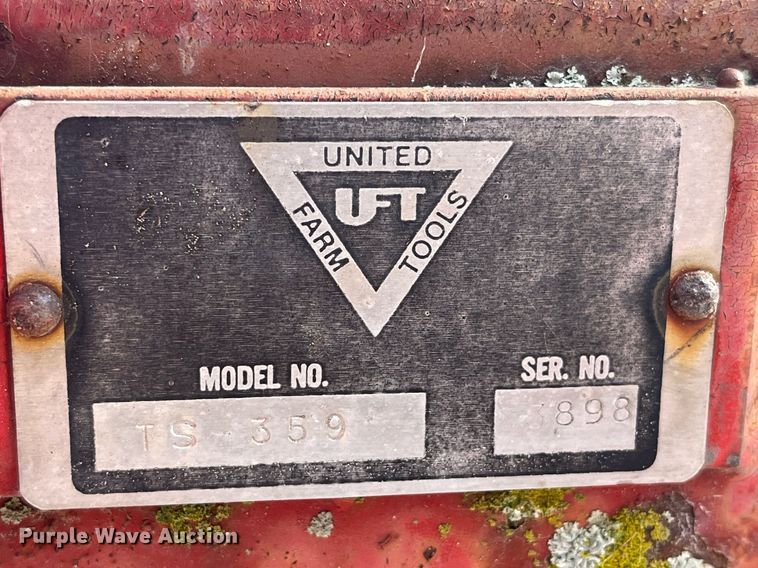 UNITED
UFT
FARM
TOOLS
MODEL NO.
SER. NO.
TS 359
898
Purple Wave Auction